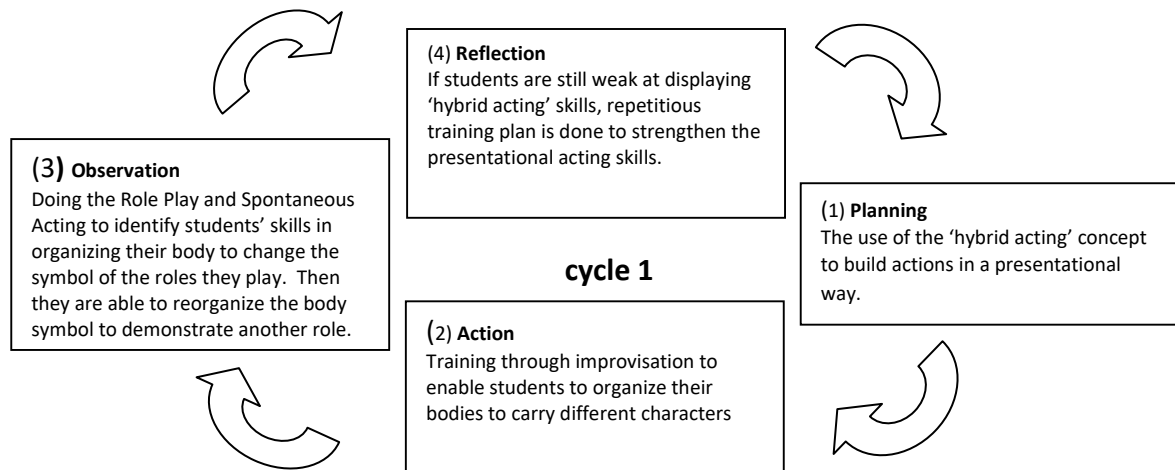 (4) Reflection
If students are still weak at displaying
‘hybrid acting’ skills, repetitious
training plan is done to strengthen the
presentational acting skills.
(3) Observation
Doing the Role Play and Spontaneous
Acting to identify students’ skills in
organizing their body to change the
symbol of the roles they play.  Then
they are able to reorganize the body
symbol to demonstrate another role.
(1) Planning
The use of the ‘hybrid acting’ concept
to build actions in a presentational
way.
cycle 1
(2) Action
Training through improvisation to
enable students to organize their
bodies to carry different characters